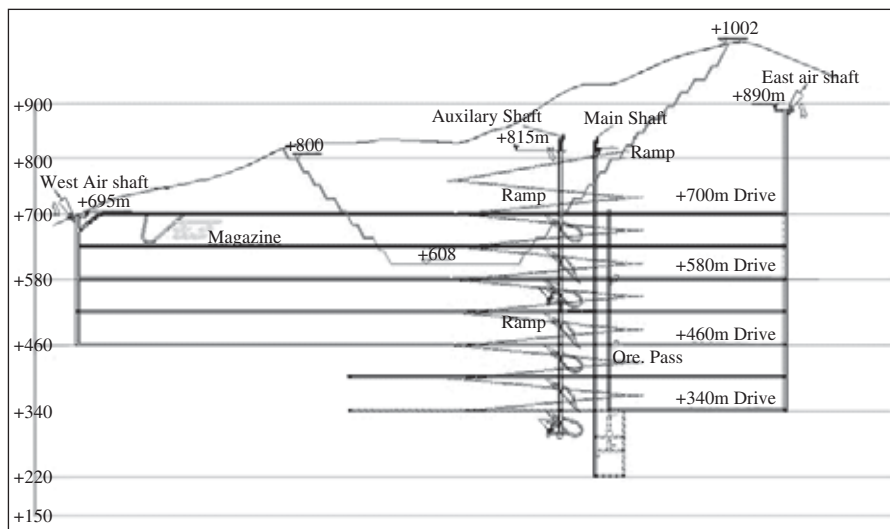 +1002
East air shaft
+900
+890m
Auxilary Shaft
Main Shaft
+815m
+800
+800
Ramp
West Air shaft
+695m
Ramp
+700m Drive
+700
Magazine
+608
+580m Drive
+580
Ramp
+460m Drive
+460
Ore. Pass
+340m Drive
+340
+220
+150